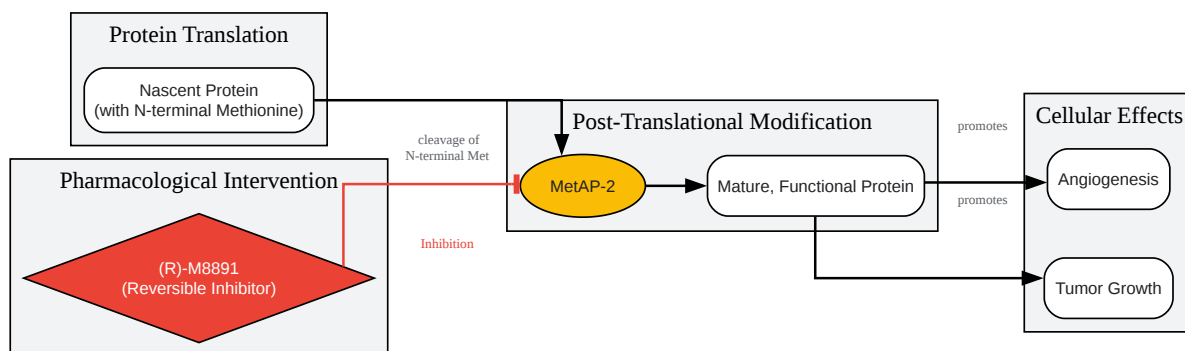 Protein Translation
Nascent Protein
(with N-terminal Methionine)
Pharmacological Intervention
(R)-M8891
(Reversible Inhibitor)
cleavage of
N-terminal Met
Inhibition
Post-Translational Modification
MetAP-2
Mature, Functional Protein
promotes
promotes
Cellular Effects
Angiogenesis
Tumor Growth